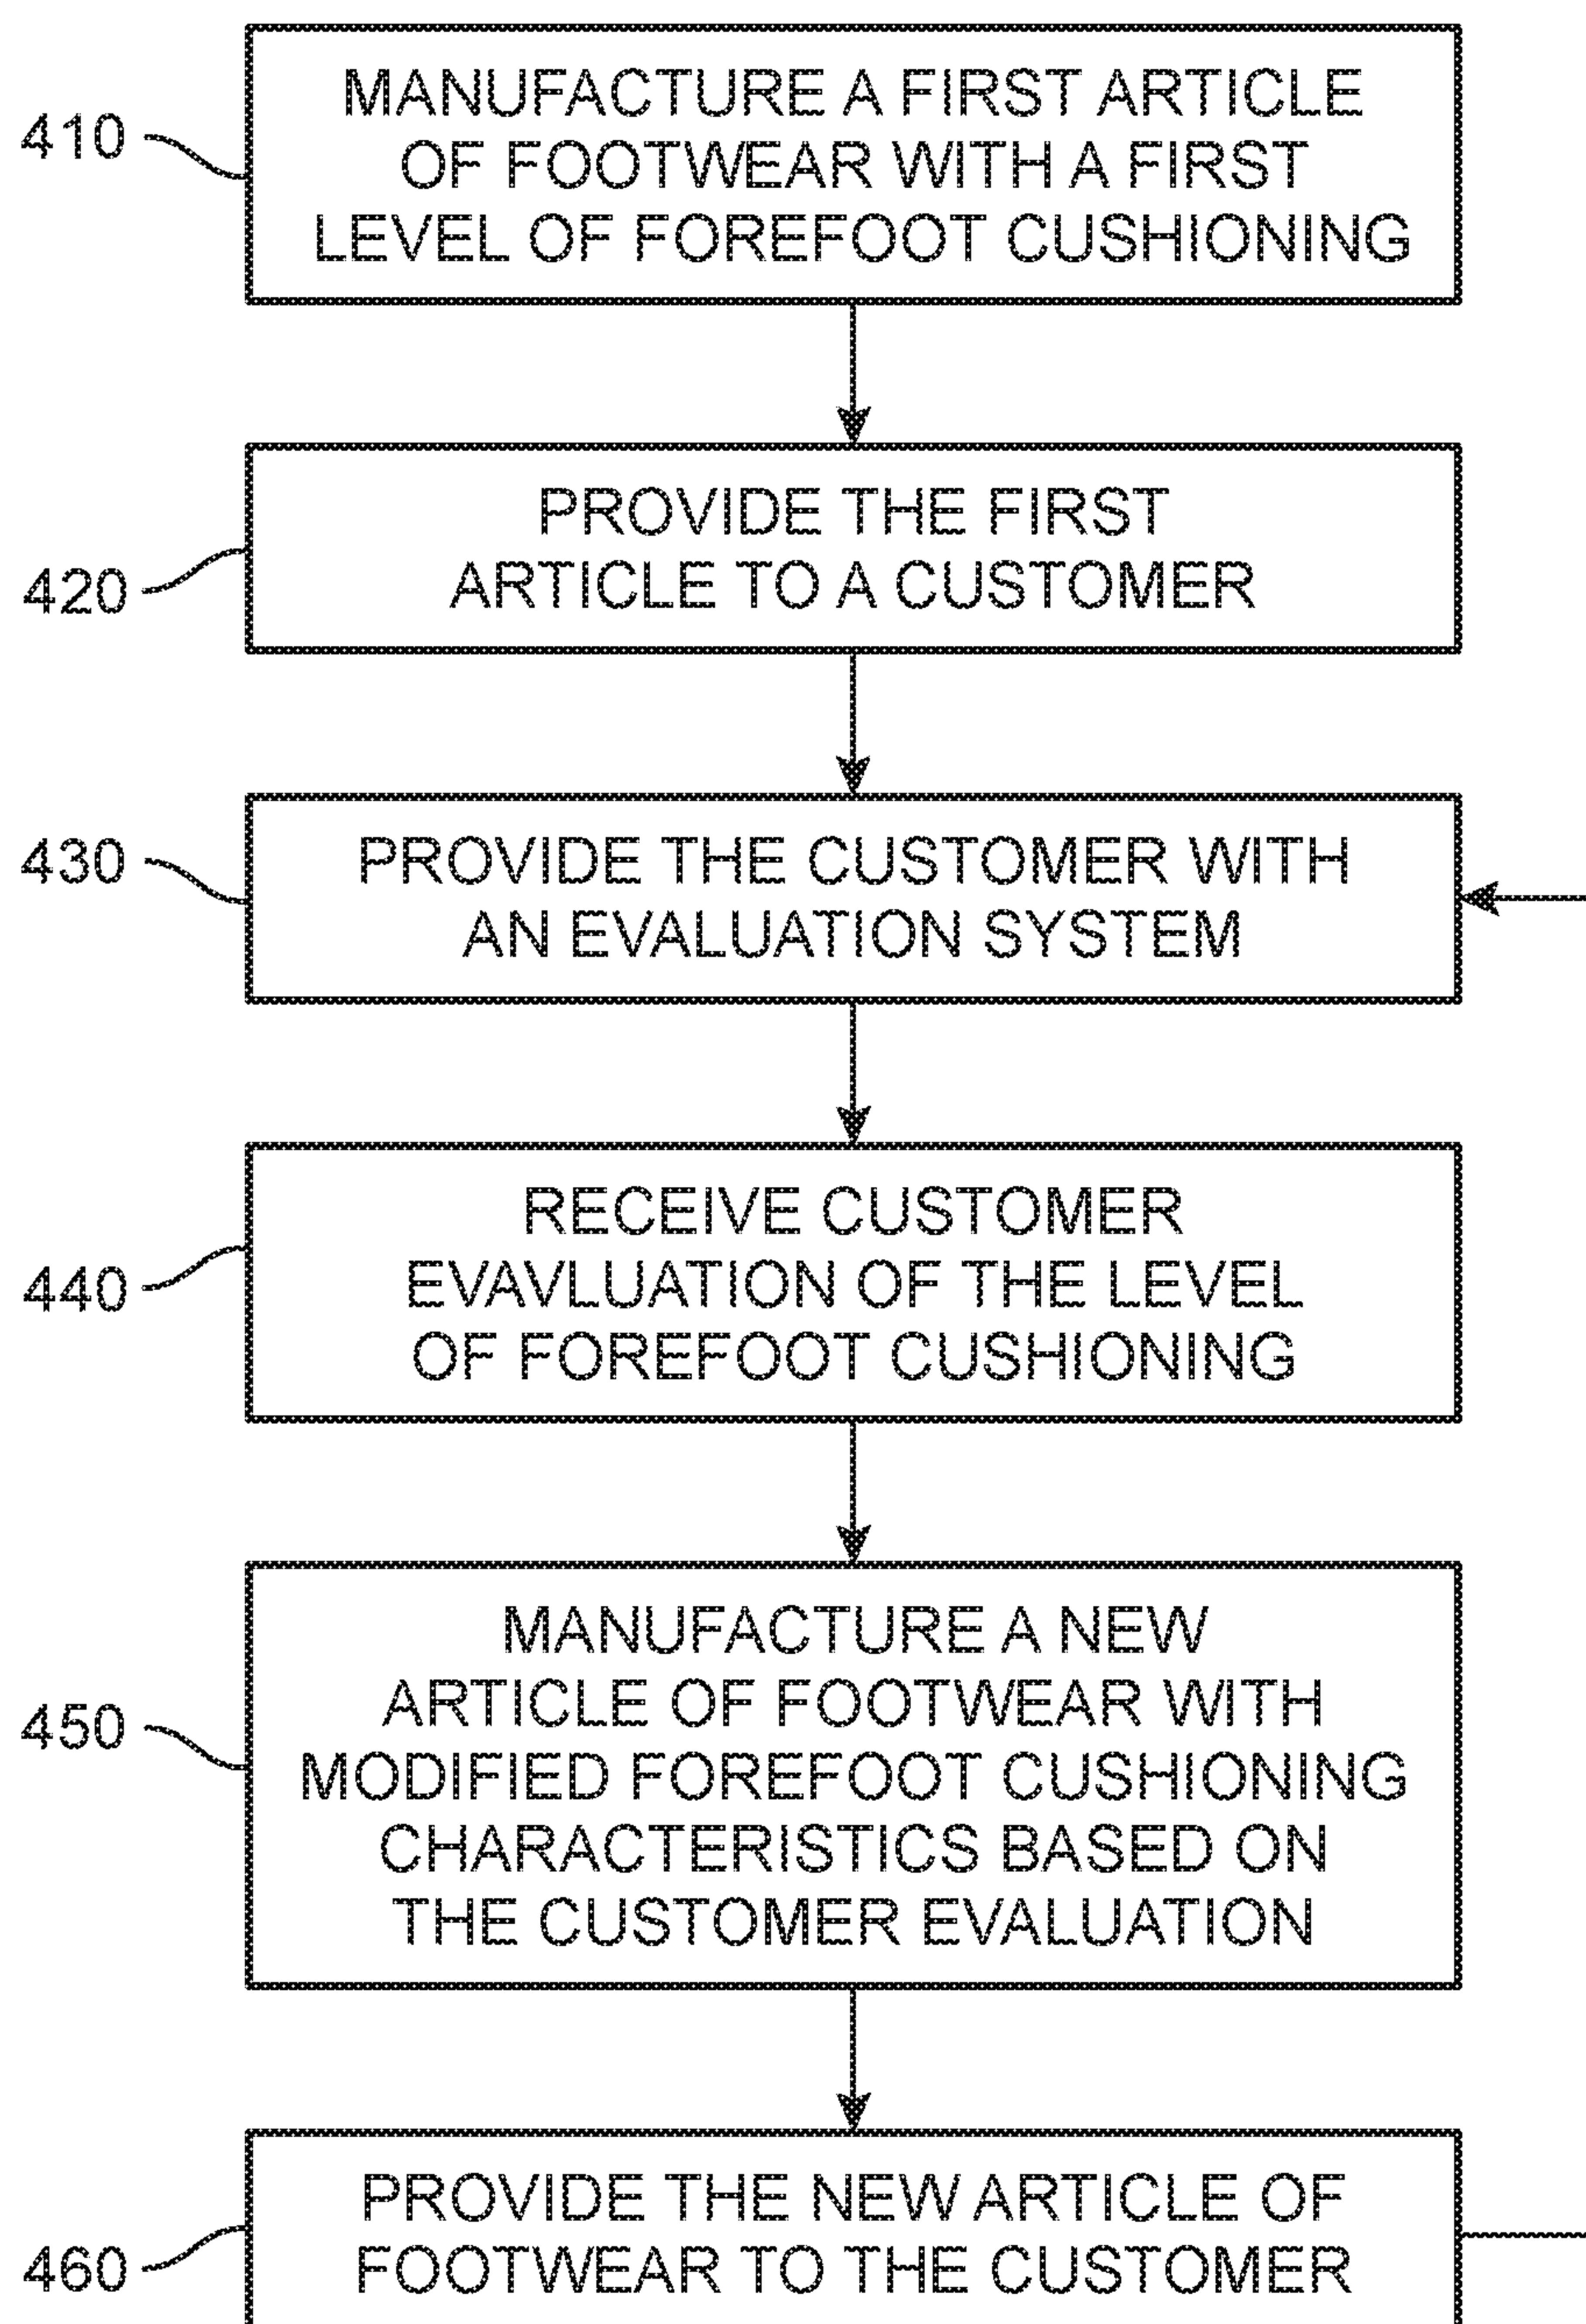 410
MANUFACTURE A FIRST ARTICLE
OF FOOTWEAR WITH A FIRST
LEVEL OF FOREFOOT CUSHIONING
420
PROVIDE THE FIRST
ARTICLE TO A CUSTOMER
430
PROVIDE THE CUSTOMER WITH
AN EVALUATION SYSTEM
440
RECEIVE CUSTOMER
EVAVLUATION OF THE LEVEL
OF FOREFOOT CUSHIONING
450
MANUFACTURE A NEW
ARTICLE OF FOOTWEAR WITH
MODIFIED FOREFOOT CUSHIONING
CHARACTERISTICS BASED ON
THE CUSTOMER EVALUATION
460
PROVIDE THE NEW ARTICLE OF
FOOTWEAR TO THE CUSTOMER